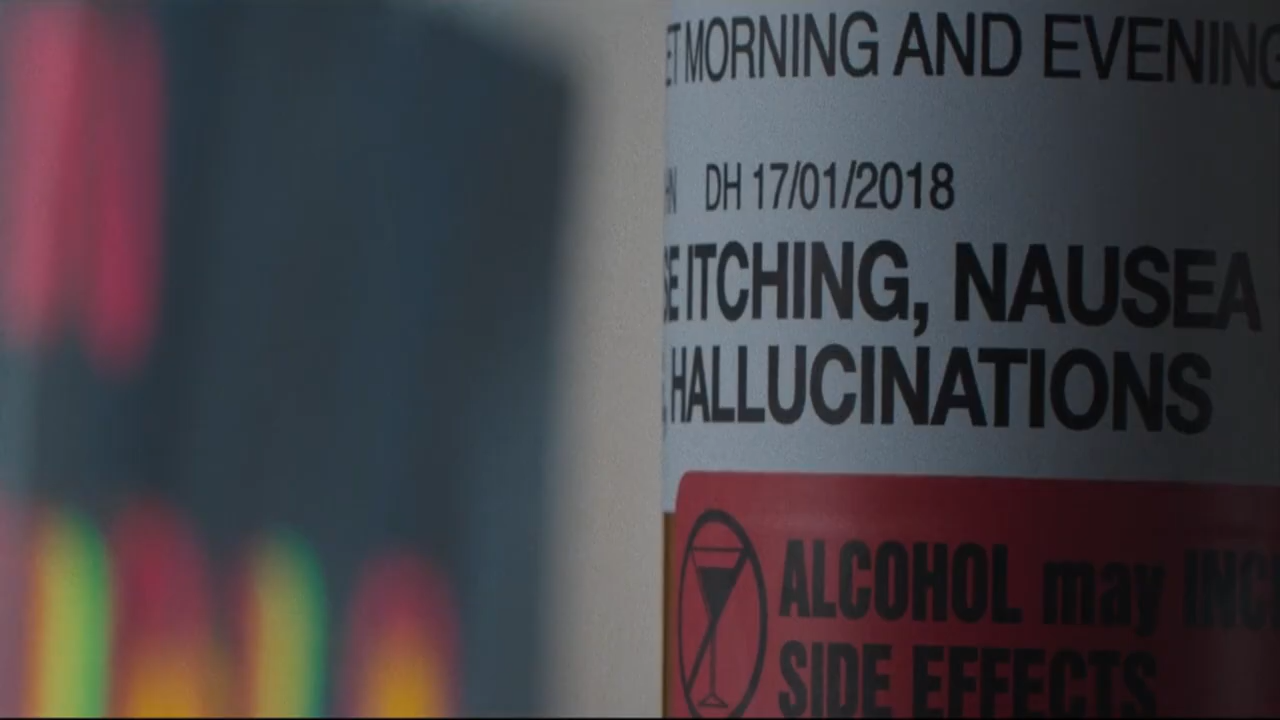 MORNING AND EVENING
DH 17/01/2018
ITCHING, NAUSEA
HALLUCINATIONS
ALCOHOL may
SIDE EFFECTS